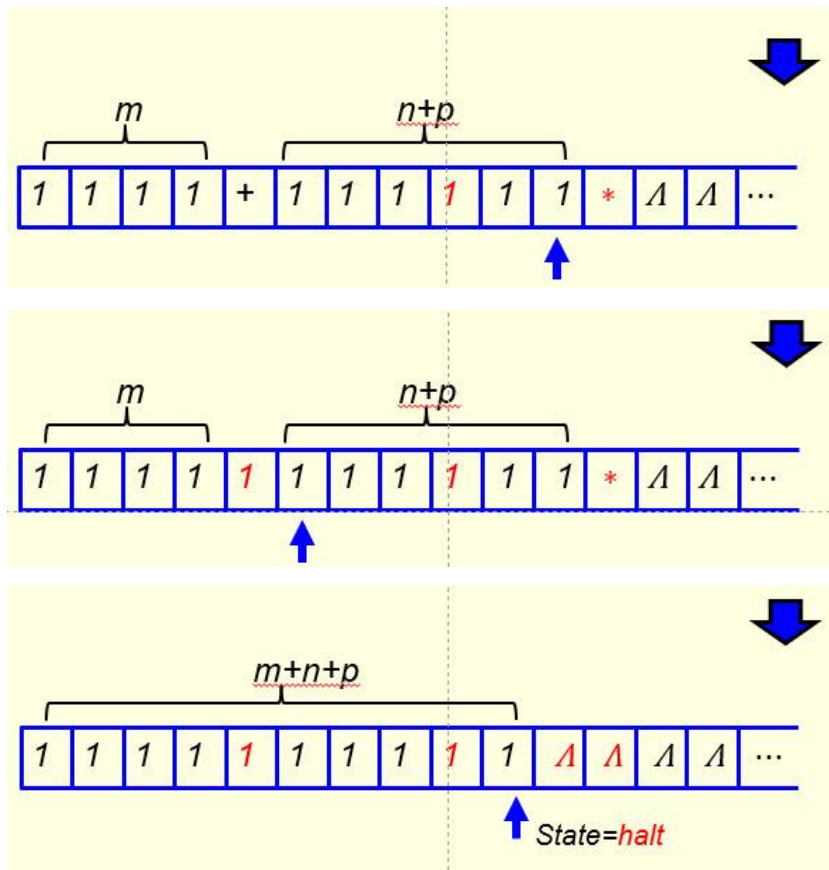 m n+p
1 1 1 1 + 1 1 1 1 1 1 * Λ Λ ...
m n+p
1 1 1 1 1 1 1 1 1 1 1 * Λ Λ ...
m+n+p
1 1 1 1 1 1 1 1 1 1 Λ Λ Λ Λ ...
State=halt